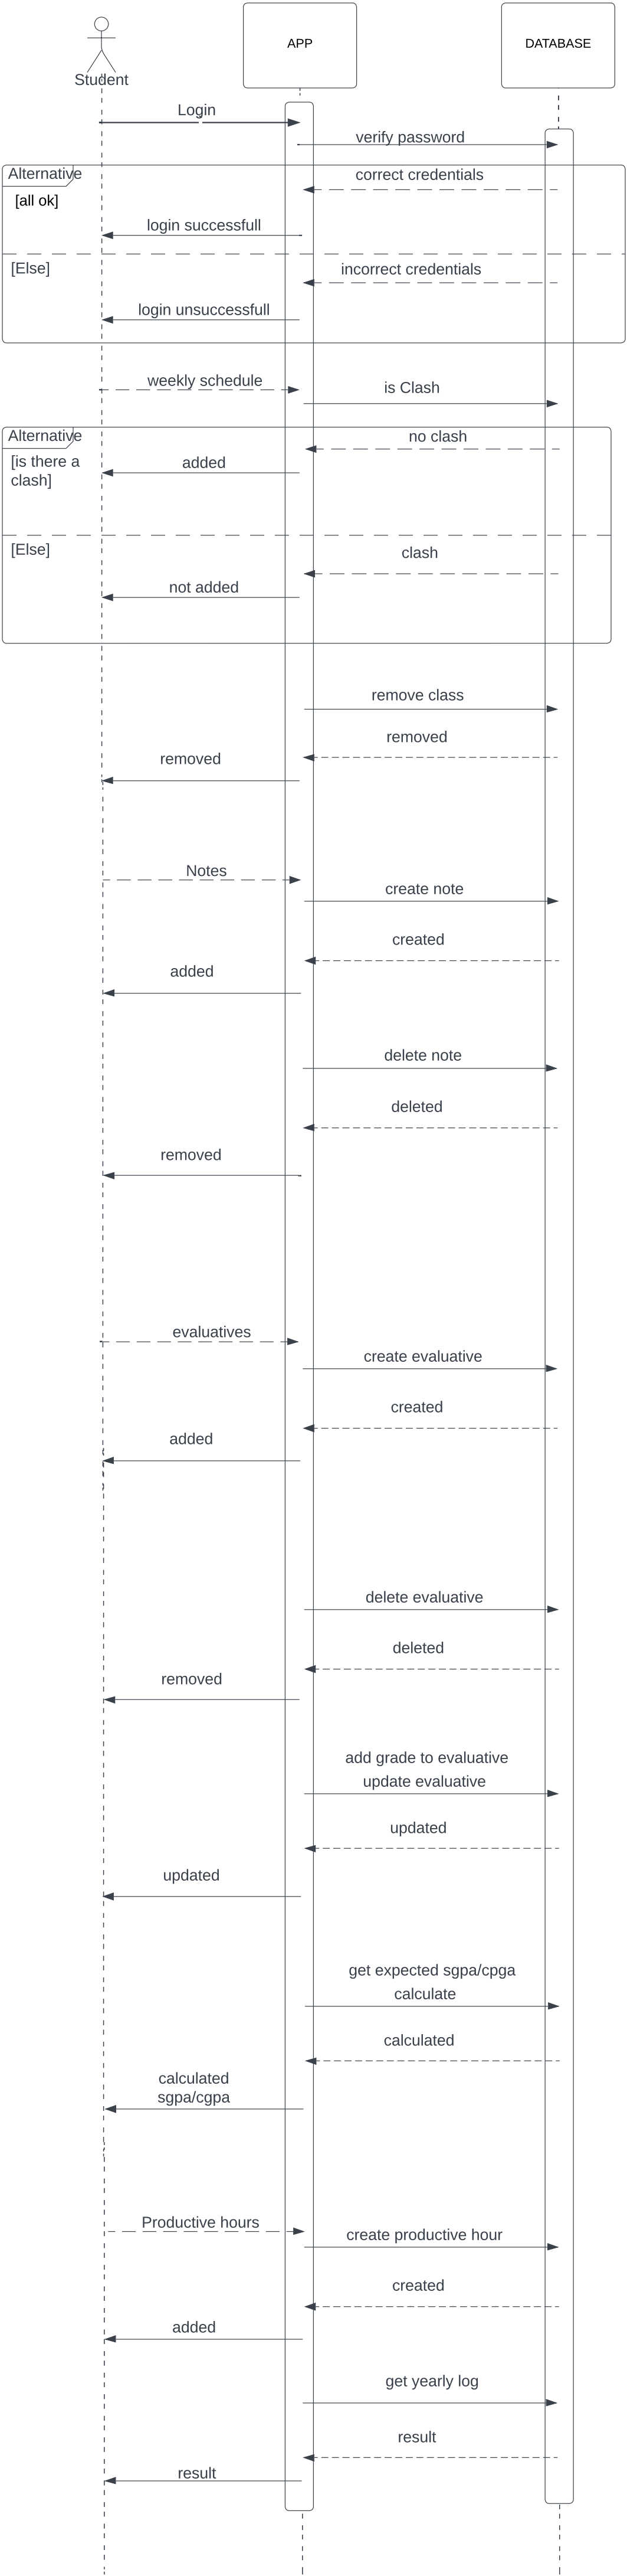 Student
APP
DATABASE
Login
verify password
Alternative
correct credentials
[all ok]
login successfull
[Else]
incorrect credentials
login unsuccessfull
weekly schedule
is Clash
Alternative
no clash
[is there a
clash]
added
[Else]
clash
not added
remove class
removed
removed
Notes
create note
created
added
delete note
deleted
removed
evaluatives
create evaluative
created
added
delete evaluative
deleted
removed
add grade to evaluative
update evaluative
updated
updated
get expected sgpa/cpga
calculate
calculated
calculated
sgpa/cgpa
Productive hours
create productive hour
created
added
get yearly log
result
result